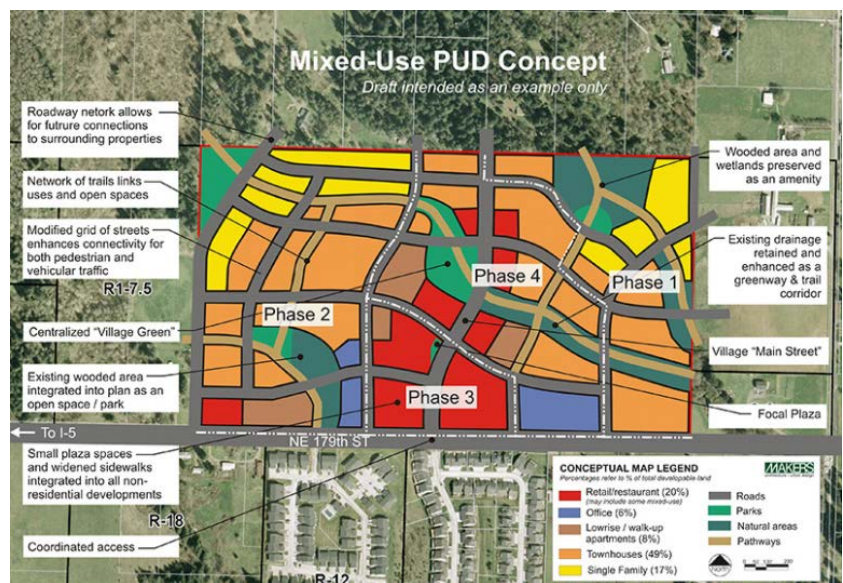 Mixed-Use PUD Concept
Draft intended as an example only
Roadway netork allows
for futrure connections
to surrounding properties
Network of trails links
uses and open spaces
Modified grid of streets
enhances connectivity for
both pedestrian and
vehicular traffic
R1-7.5
Centralized "Village Green"
Existing wooded area
integrated into plan as an
open space / park
To I-5
NE 179th ST
Small plaza spaces
and widened sidewalks
integrated into all non-
residential developments
R-18
Coordinated access
R-12
Phase 4
Phase 1
Phase 2
Phase 3
Wooded area and
wetlands preserved
as an amenity
Existing drainage
retained and
enhanced as a
greenway & trail
corridor
Village "Main Street"
Focal Plaza
CONCEPTUAL MAP LEGEND
Percentages refer to % of total developable land
MAKERS
Retail/restaurant (20%)
(may include some mixed-use)
Office (6%)
Lowrise / walk-up
apartments (8%)
Townhouses (49%)
Single Family (17%)
Roads
Parks
Natural areas
Pathways